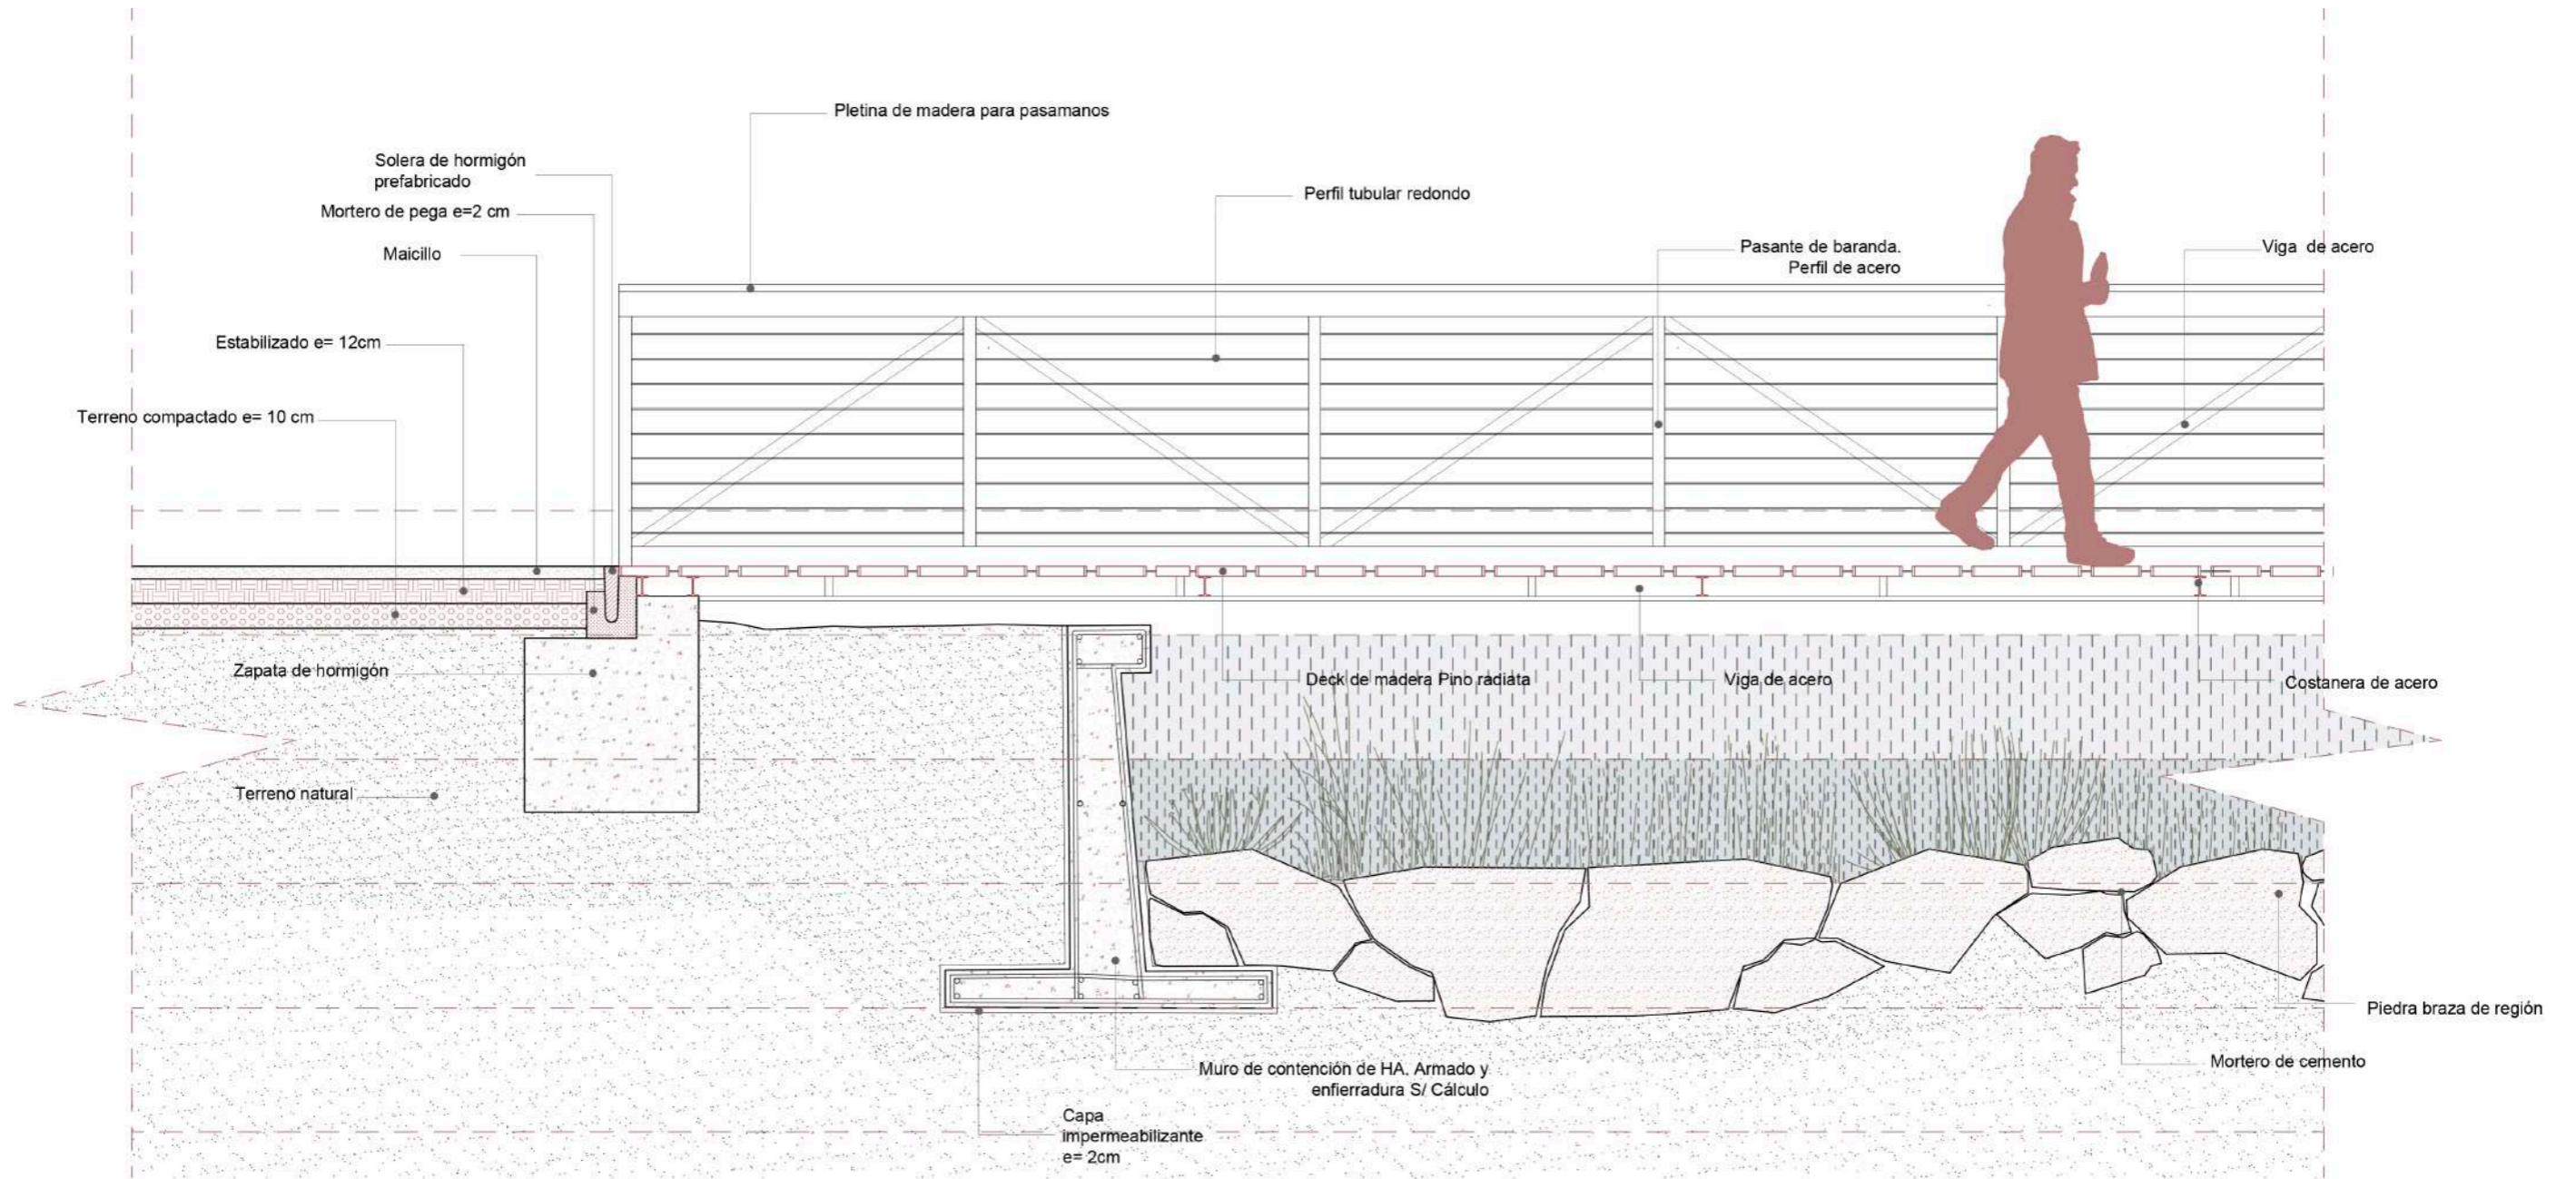 Pletina de madera para pasamanos
Solera de hormigón
prefabricado
Perfil tubular redondo
Mortero de pega e=2 cm
Pasante de baranda.
Perfil de acero
Viga de acero
Maicillo
Estabilizado e= 12cm
Terreno compactado e= 10 cm
Zapata de hormigón
Deck de madera Pino radiata
Viga de acero
Costanera de acero
Terreno natural
Piedra braza de región
Mortero de cemento
Muro de contención de HA. Armado y
enfierradura S/ Cálculo
Capa
impermeabilizante
e= 2cm